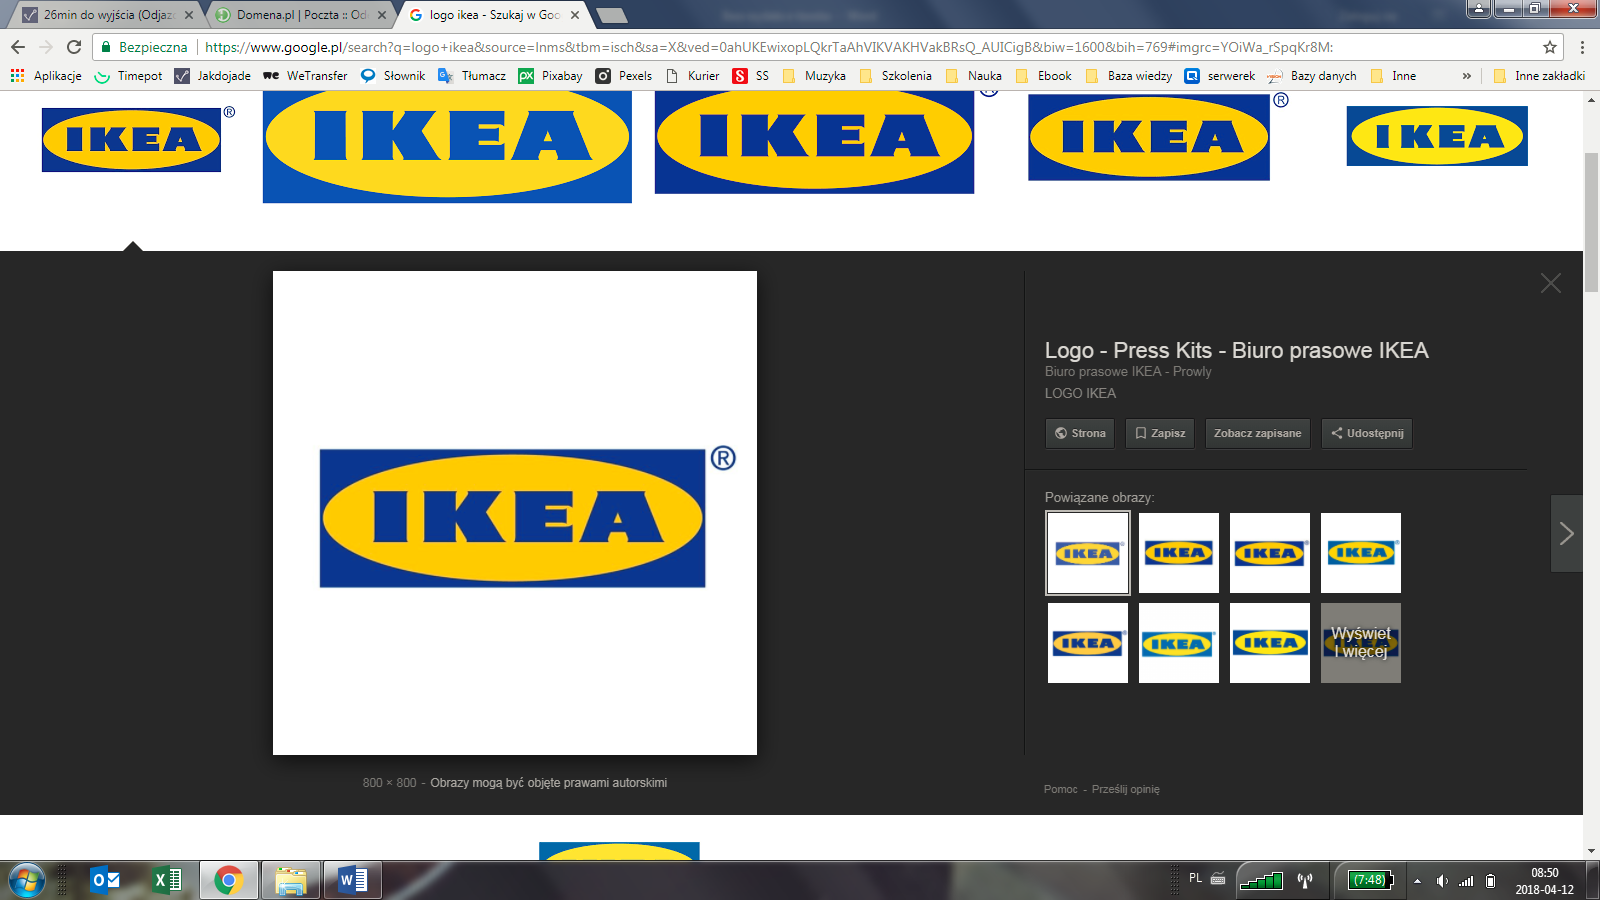 26min do wyjścia (Odjazd
Domena.pl | Poczta :: Od
logo ikea - Szukaj w Goo
Bezpieczna
https://www.google.pl/search?q=logo+ikea&source=lnms&tbm=isch&sa=X&ved=0ahUKEwixopLQkrTaAhVIKVAKHVakBRsQ_AUICigB&biw=1600&bih=769#imgrc=YOiWa_rSpqKr8M:
Aplikacje Timepot Jakdojade WeTransfer Słownik Tłumacz Pixabay Pexels Kurier SS Muzyka Szkolenia Nauka Ebook Baza wiedzy serwerek Bazy danych Inne » Inne zakładki
IKEA ® IKEA IKEA ® IKEA ® IKEA
IKEA ®
800 × 800 - Obrazy mogą być objęte prawami autorskimi
Logo - Press Kits - Biuro prasowe IKEA
Biuro prasowe IKEA - Prowly
LOGO IKEA
Strona Zapisz Zobacz zapisane Udostępnij
Powiązane obrazy:
IKEA IKEA IKEA IKEA
IKEA IKEA IKEA
Wyświet
l więcej
Pomoc - Prześlij opinię
PL
(7:48)
08:50
2018-04-12